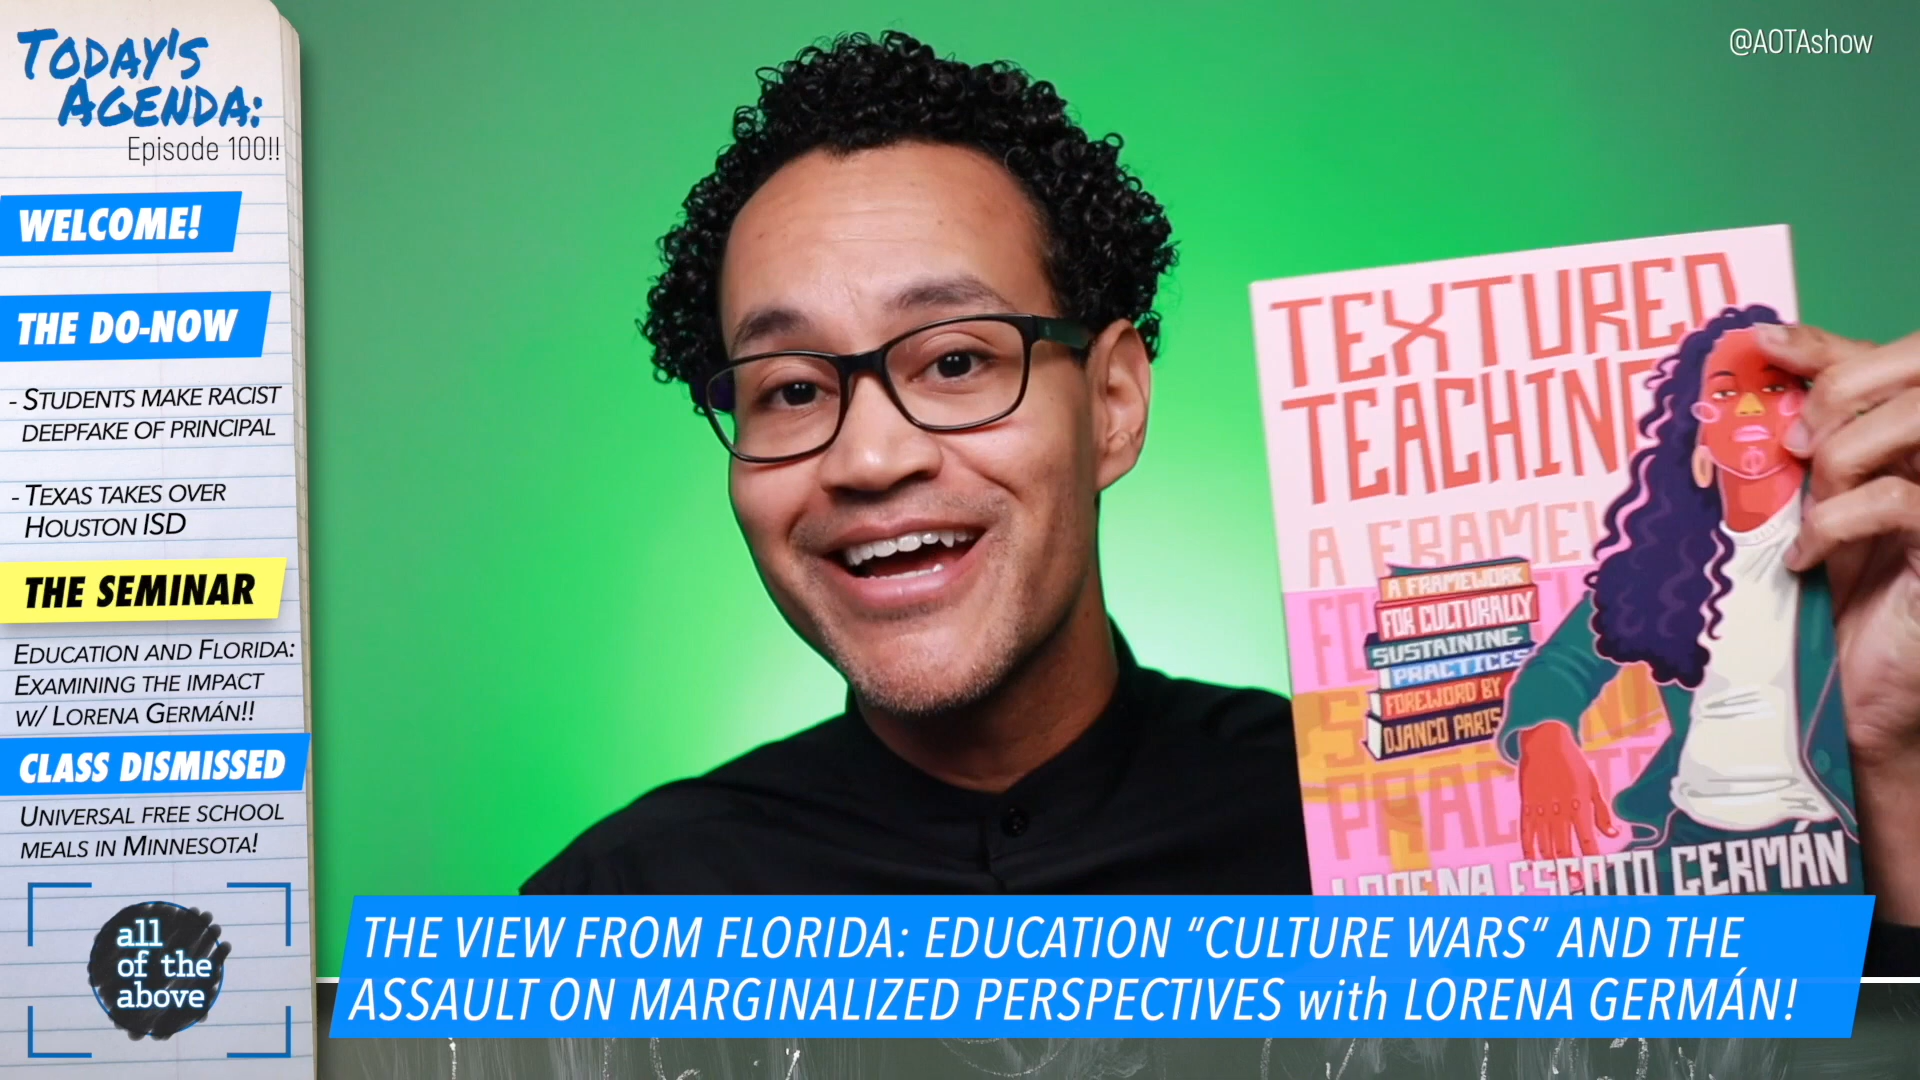 TODAY'S
AGENDA:
Episode 100!!
WELCOME!
THE DO-NOW
- STUDENTS MAKE RACIST
DEEPFAKE OF PRINCIPAL
- TEXAS TAKES OVER
HOUSTON ISD
THE SEMINAR
EDUCATION AND FLORIDA:
EXAMINING THE IMPACT
W/ LORENA GERMÁN!!
CLASS DISMISSED
UNIVERSAL FREE SCHOOL
MEALS IN MINNESOTA!
all
of the
above
@AOTAshow
TEXTURED
TEACHING
A FRAMEWORK
FOR CULTURALLY
SUSTAINING
PRACTICES
FOREWORD BY
DJANGO PARIS
LORENA ESCOTO GERMÁN
THE VIEW FROM FLORIDA: EDUCATION “CULTURE WARS” AND THE
ASSAULT ON MARGINALIZED PERSPECTIVES with LORENA GERMÁN!